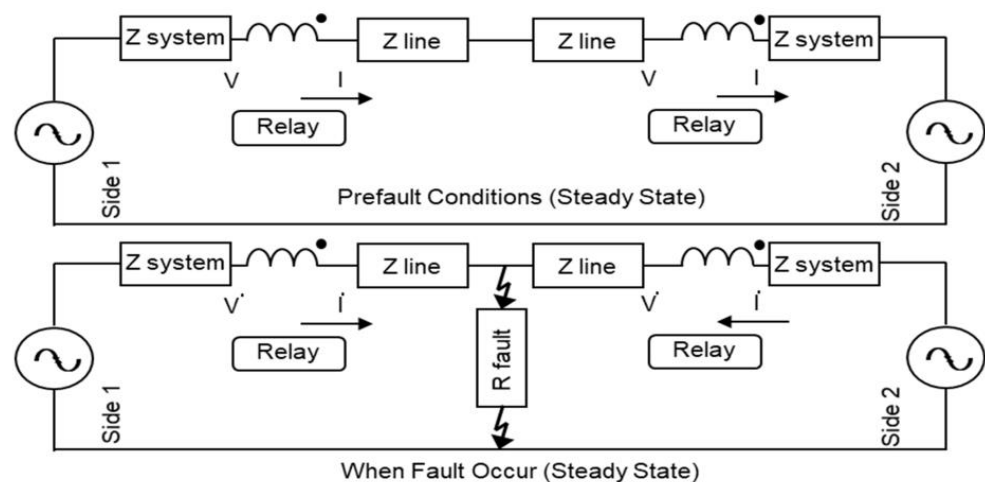 Z system
Z line
Z line
Z system
V
I
V
I
Relay
Relay
Side 1
Side 2
Prefault Conditions (Steady State)
Z system
Z line
Z line
Z system
V'
I'
V'
I'
Relay
R fault
Relay
Side 1
Side 2
When Fault Occur (Steady State)